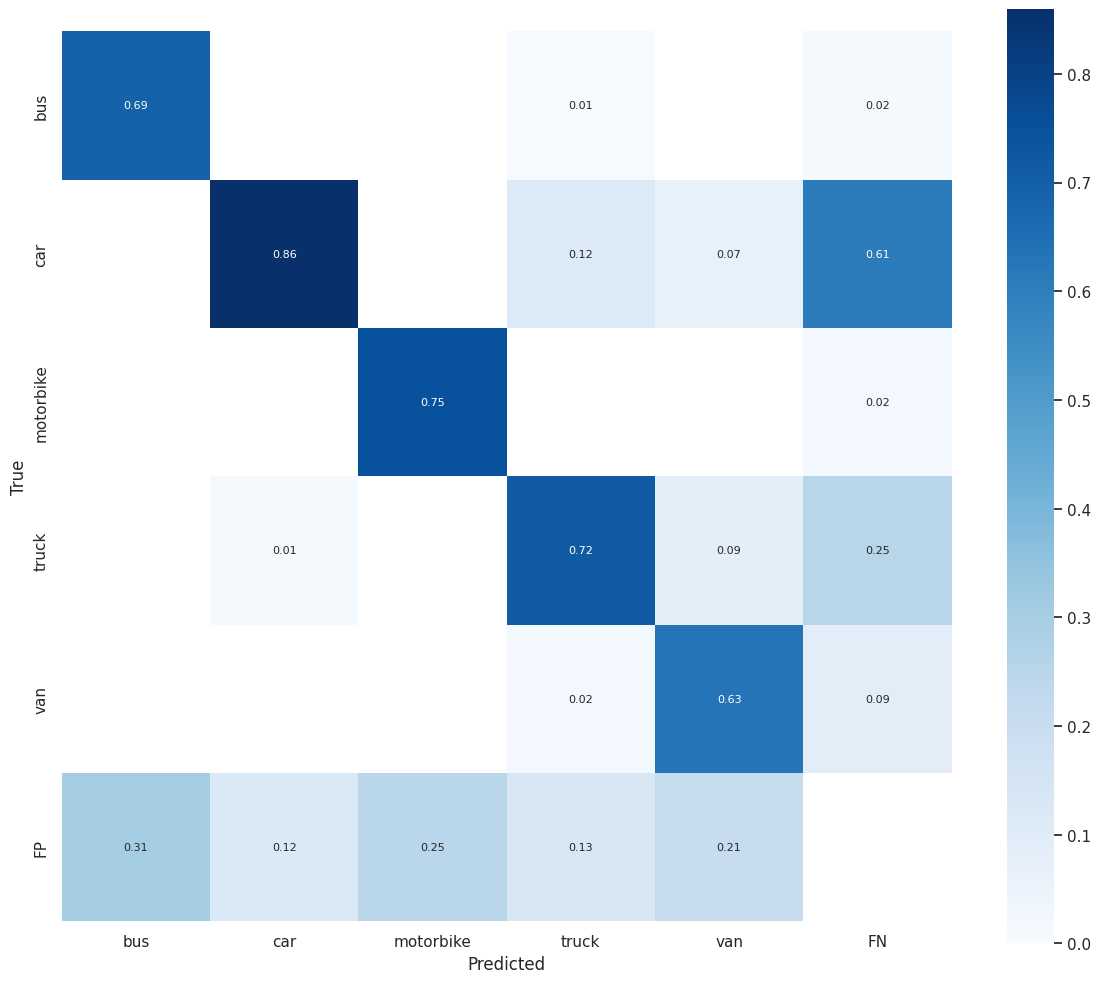 bus 0.69 0.01 0.02
car 0.86 0.12 0.07 0.61
motorbike 0.75 0.02
truck 0.01 0.72 0.09 0.25
van 0.02 0.63 0.09
FP 0.31 0.12 0.25 0.13 0.21
bus car motorbike truck van FN
True
Predicted
0.8
0.7
0.6
0.5
0.4
0.3
0.2
0.1
0.0